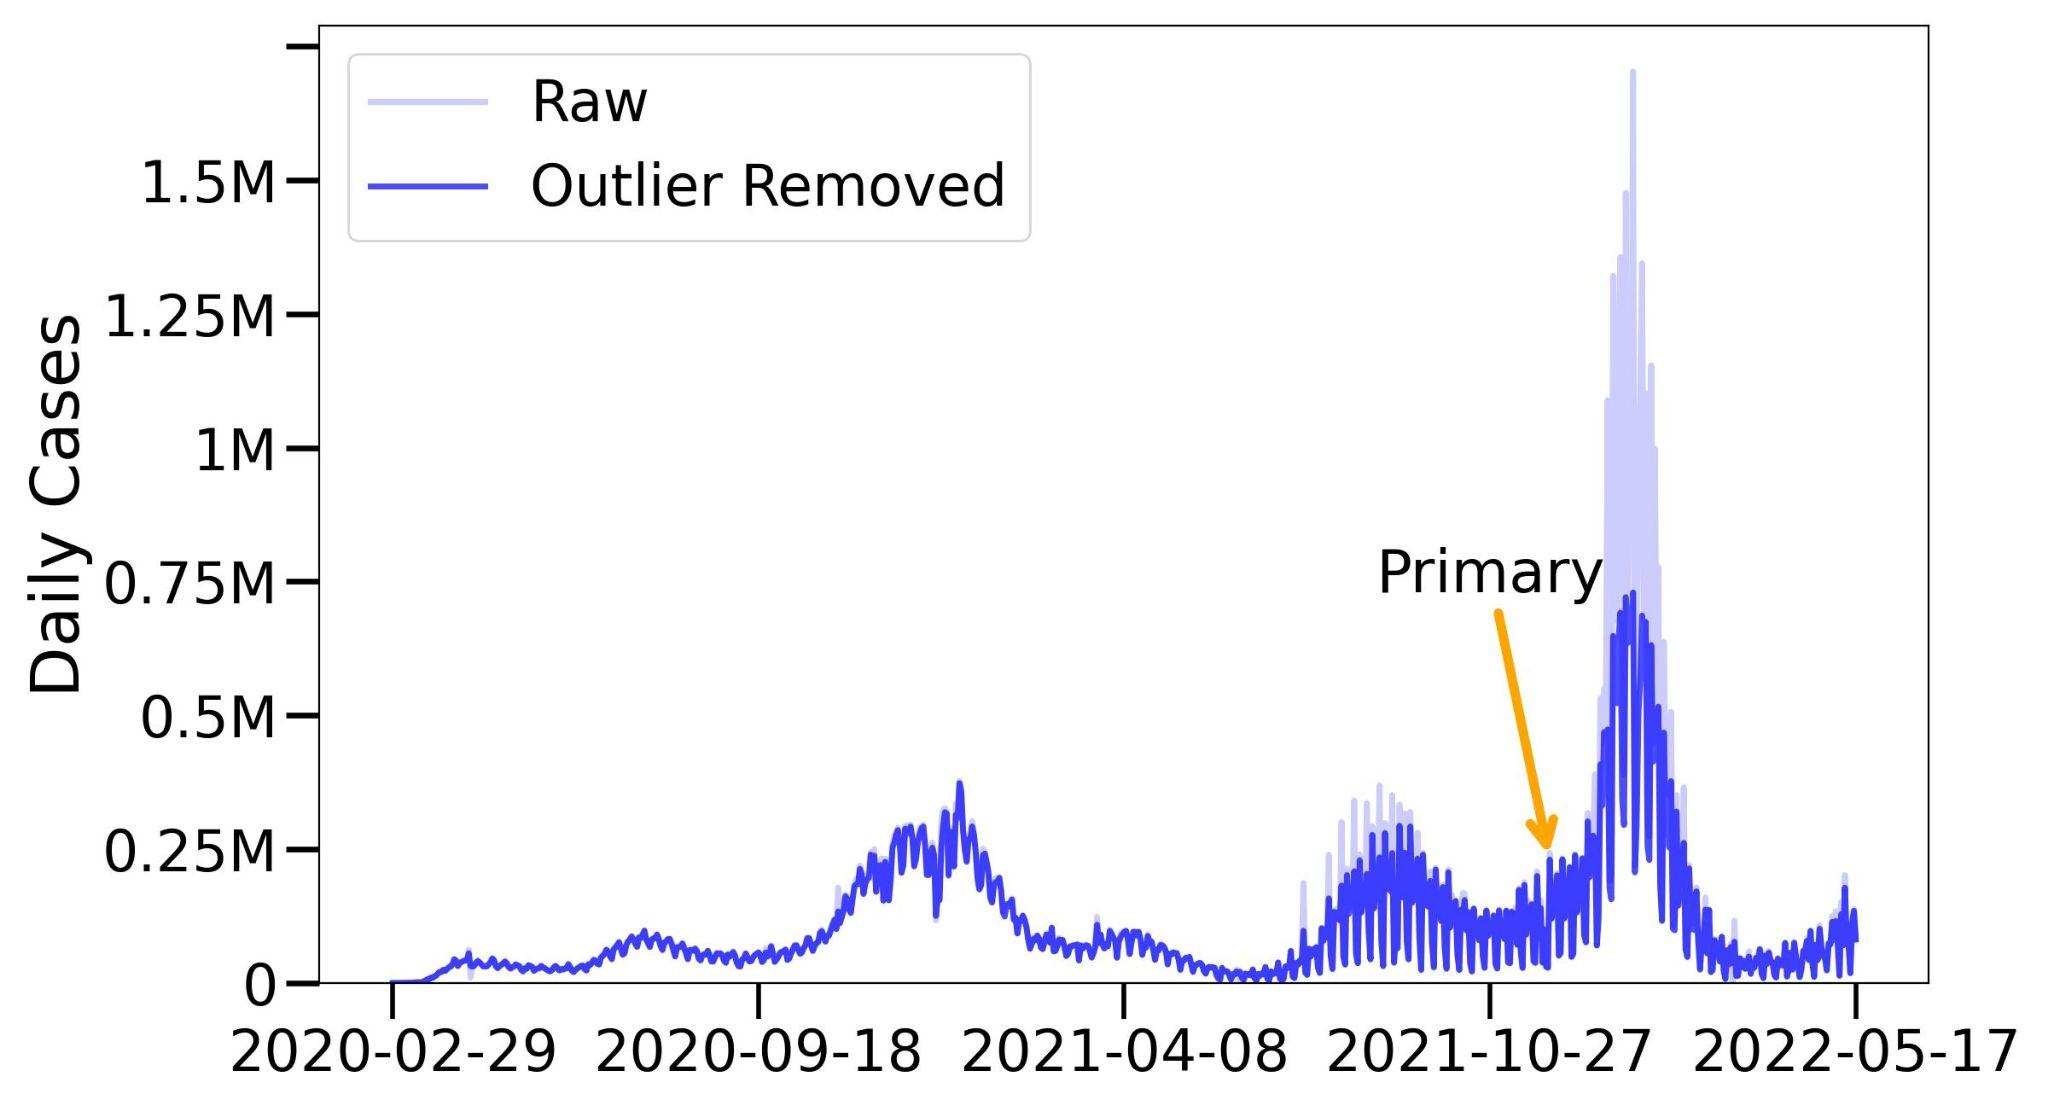 Raw
Outlier Removed
Daily Cases
1.5M
1.25M
1M
0.75M
0.5M
0.25M
0
Primary
2020-02-29 2020-09-18 2021-04-08 2021-10-27 2022-05-17